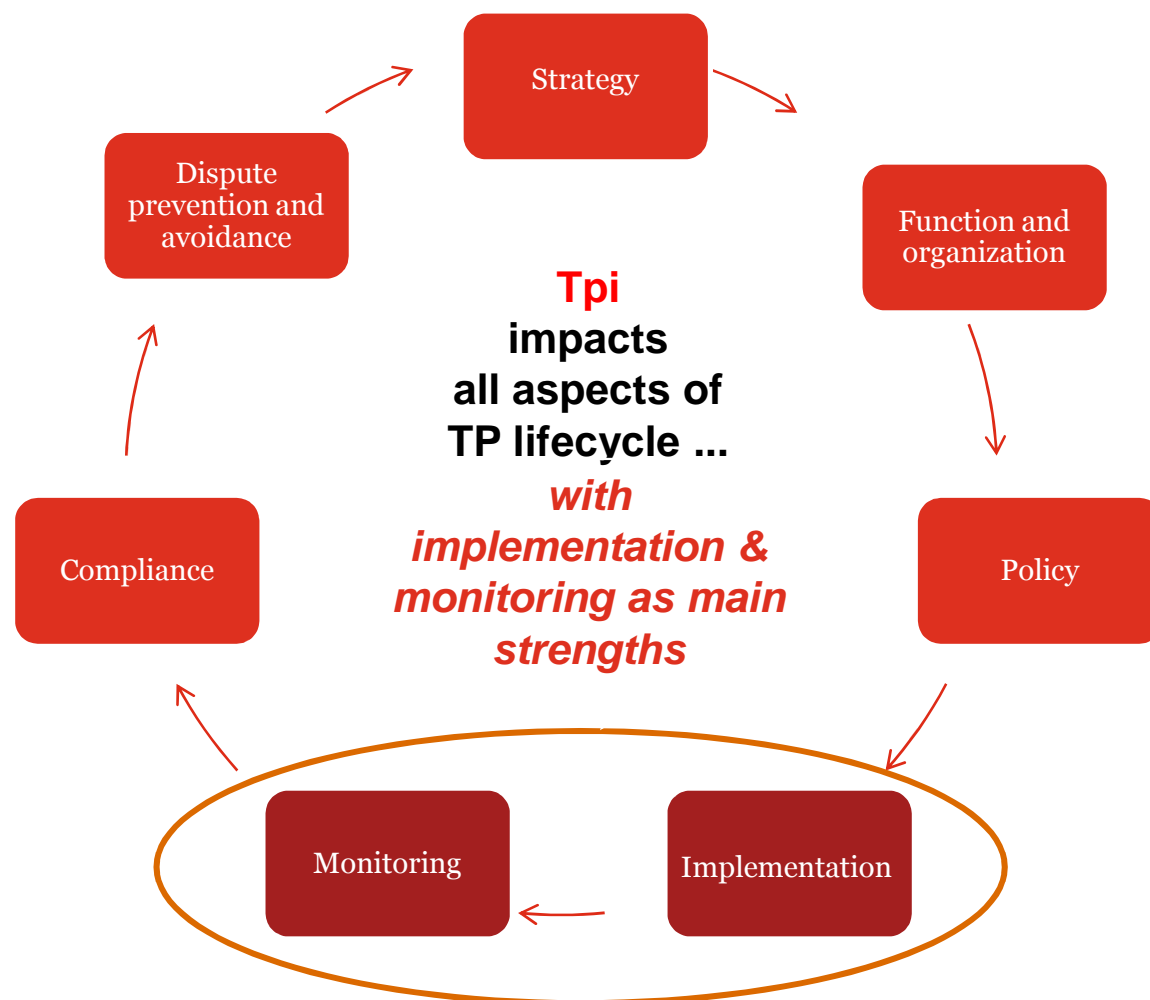 Strategy
Function and
organization
Policy
Implementation
Monitoring
Compliance
Dispute
prevention and
avoidance
Tpi
impacts
all aspects of
TP lifecycle ...
with
implementation &
monitoring as main
strengths